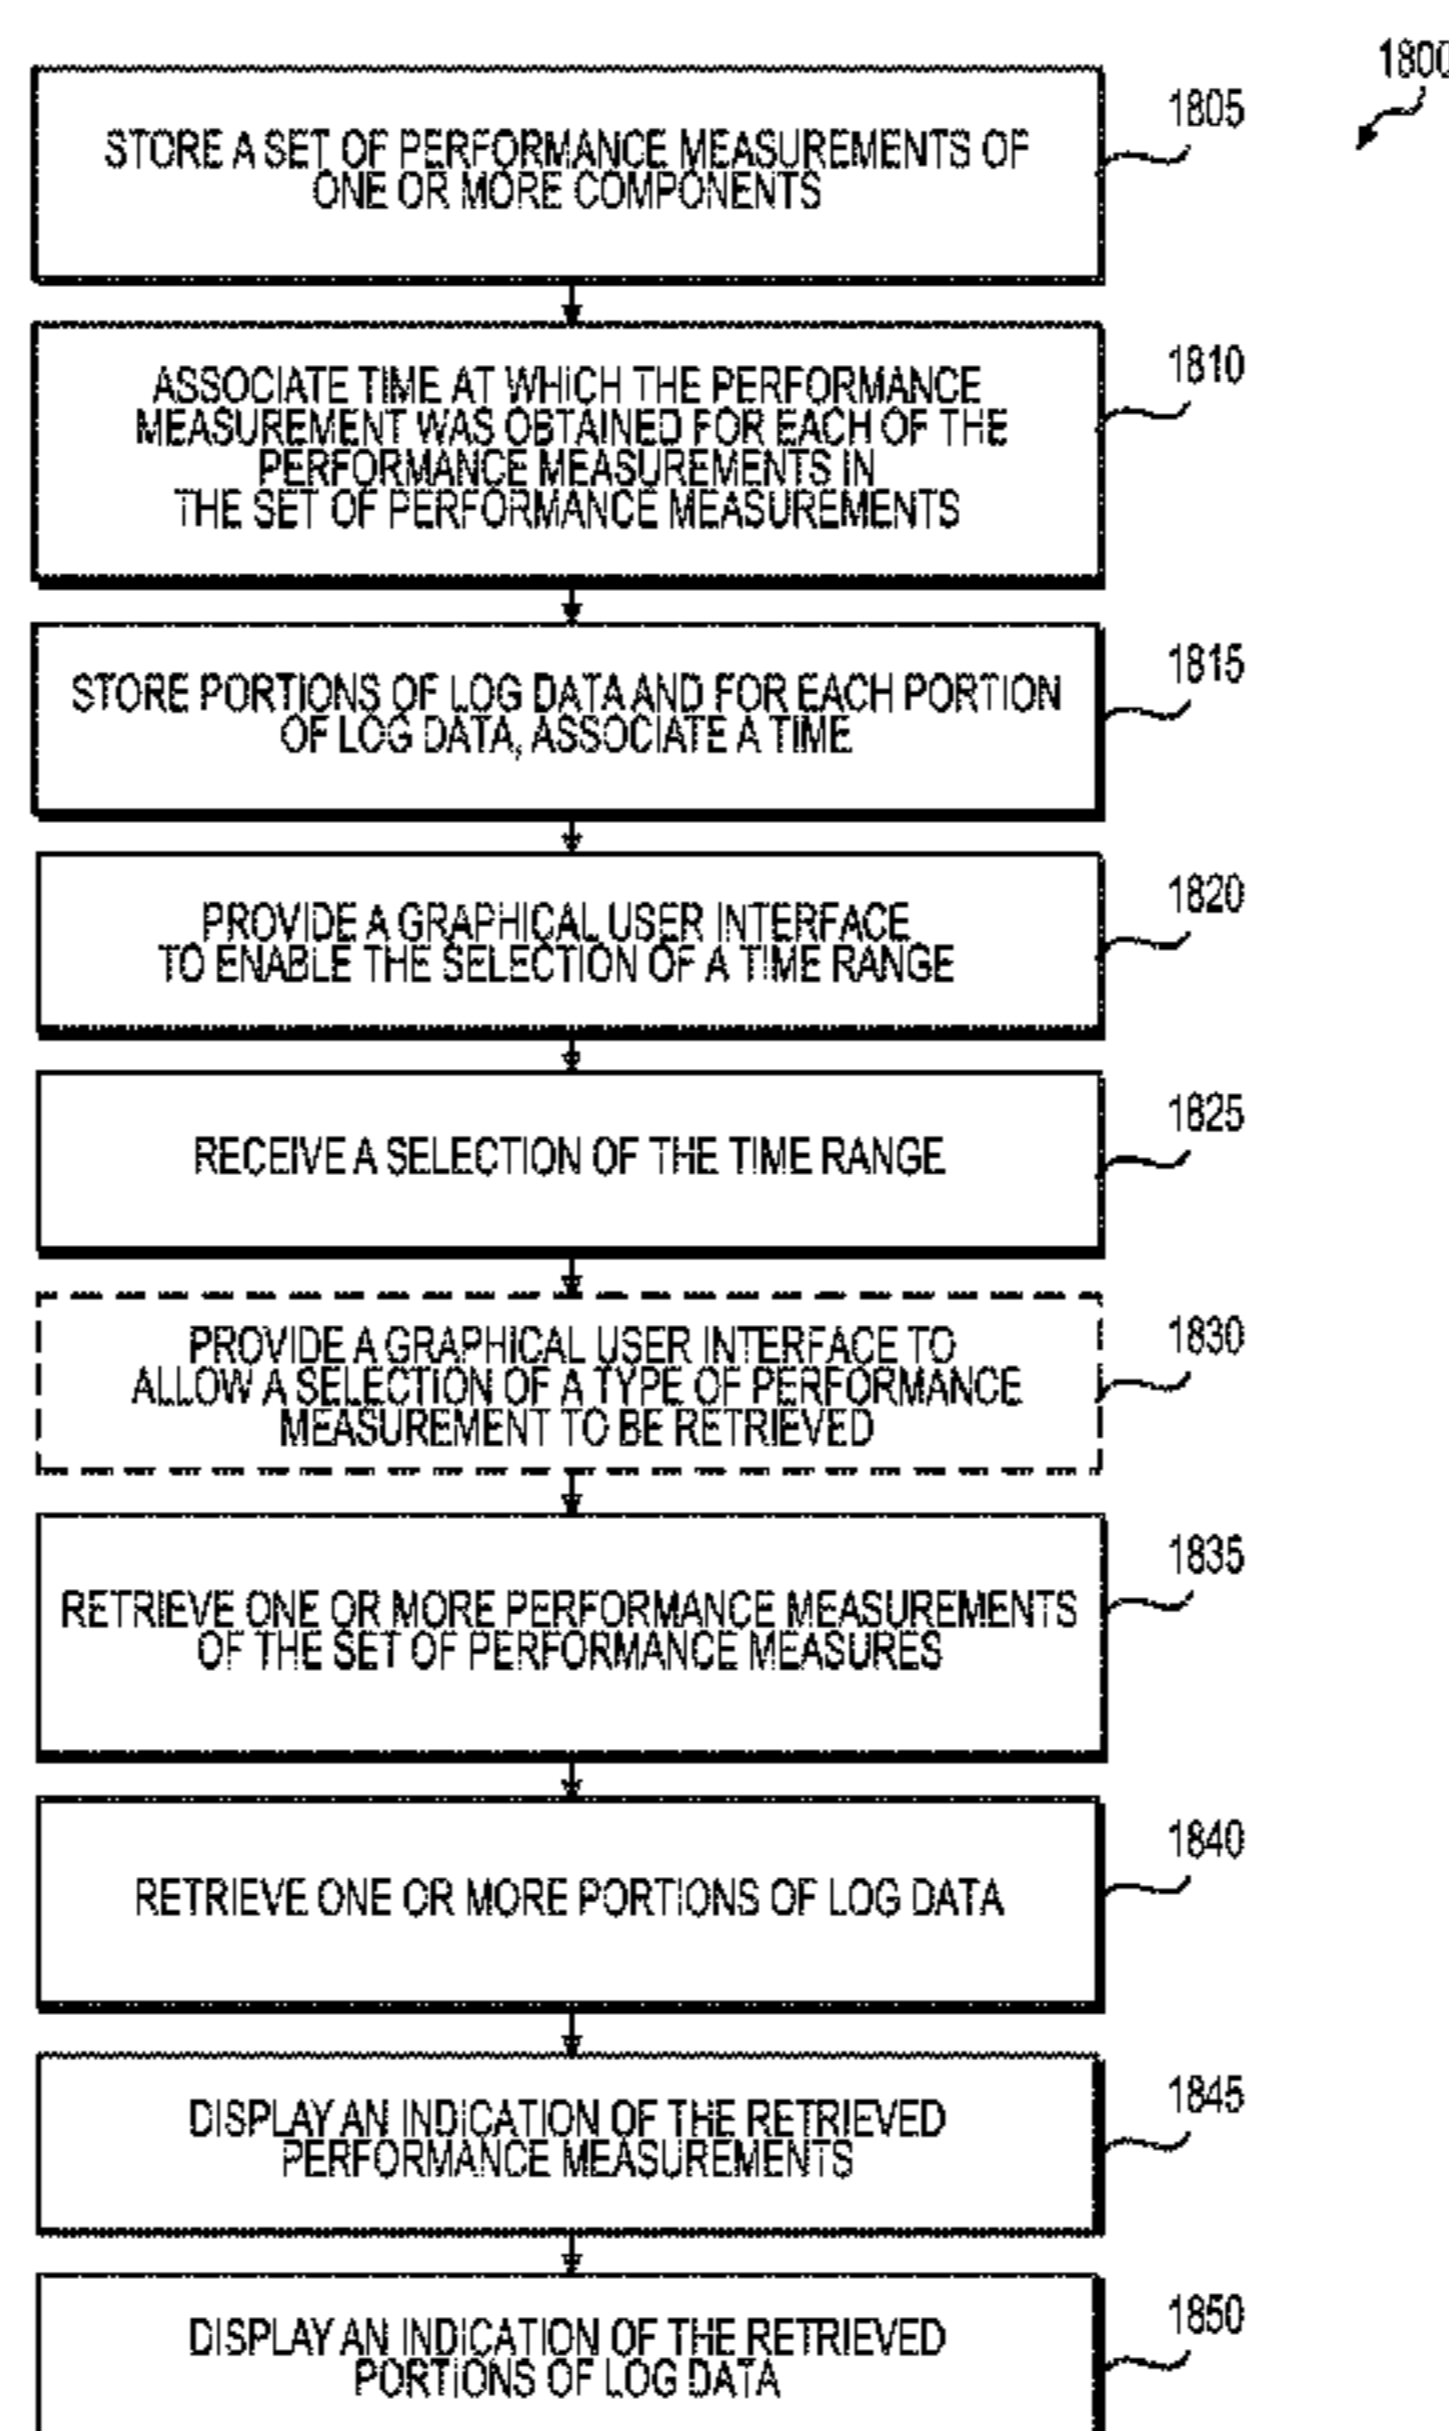 1800
1805
STORE A SET OF PERFORMANCE MEASUREMENTS OF
ONE OR MORE COMPONENTS
1810
ASSOCIATE TIME AT WHICH THE PERFORMANCE
MEASUREMENT WAS OBTAINED FOR EACH OF THE
PERFORMANCE MEASUREMENTS IN
THE SET OF PERFORMANCE MEASUREMENTS
1815
STORE PORTIONS OF LOG DATA AND FOR EACH PORTION
OF LOG DATA, ASSOCIATE A TIME
1820
PROVIDE A GRAPHICAL USER INTERFACE
TO ENABLE THE SELECTION OF A TIME RANGE
1825
RECEIVE A SELECTION OF THE TIME RANGE
1830
PROVIDE A GRAPHICAL USER INTERFACE TO
ALLOW A SELECTION OF A TYPE OF PERFORMANCE
MEASUREMENT TO BE RETRIEVED
1835
RETRIEVE ONE OR MORE PERFORMANCE MEASUREMENTS
OF THE SET OF PERFORMANCE MEASURES
1840
RETRIEVE ONE OR MORE PORTIONS OF LOG DATA
1845
DISPLAY AN INDICATION OF THE RETRIEVED
PERFORMANCE MEASUREMENTS
1850
DISPLAY AN INDICATION OF THE RETRIEVED
PORTIONS OF LOG DATA